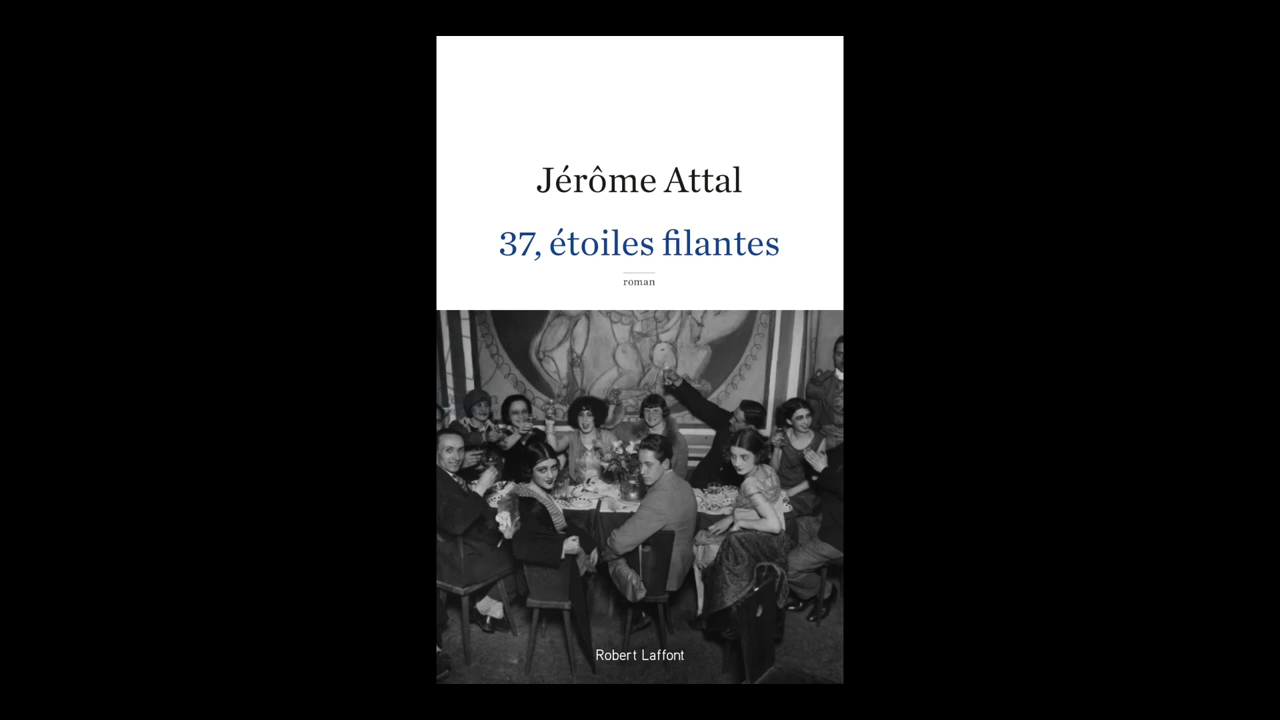 Jérôme Attal
37, étoiles filantes
roman
Robert Laffont